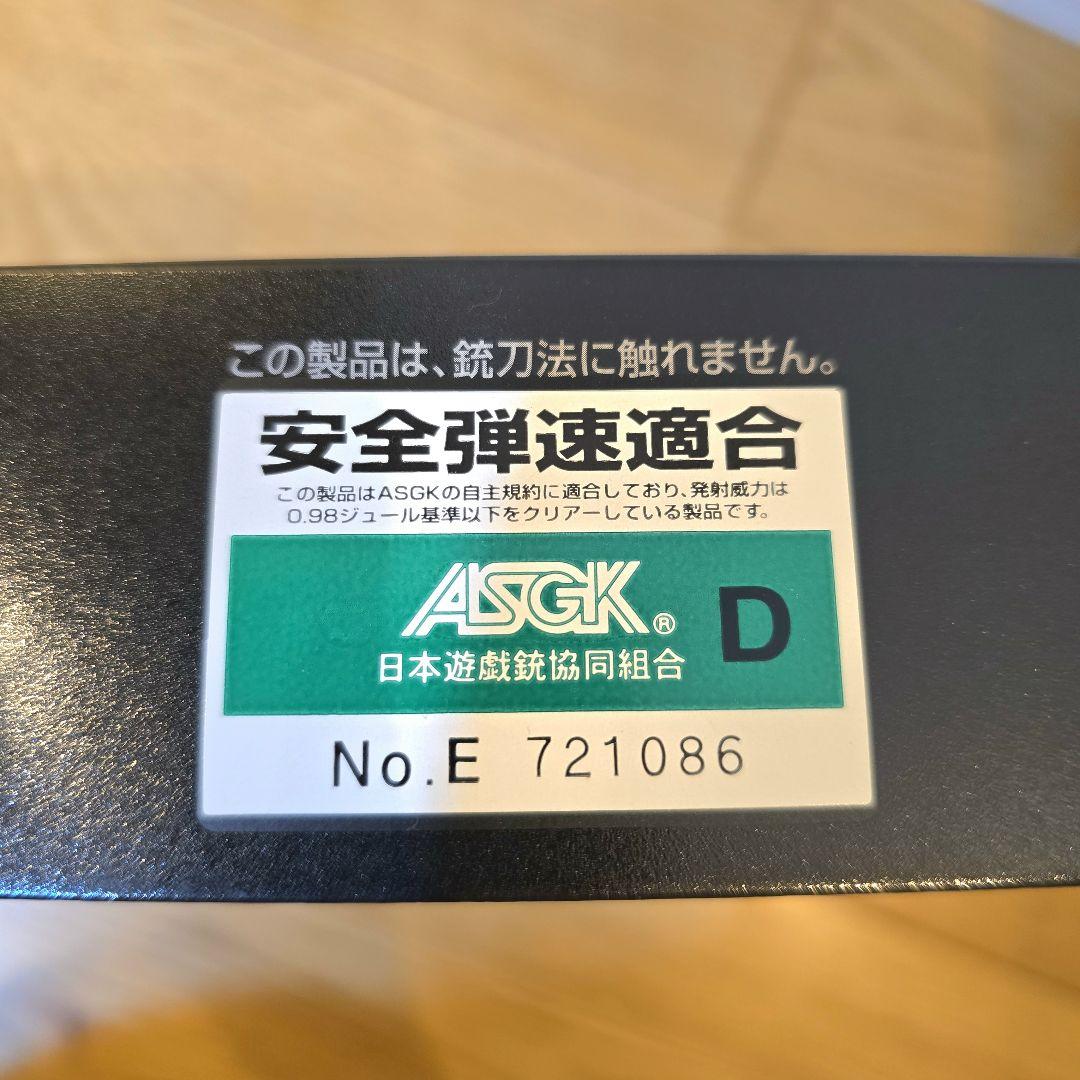 この製品は、銃刀法に触れません。
安全弾速適合
この製品はASGKの自主規約に適合しており、発射威力は
0.98ジュール基準以下をクリアーしている製品です。
ASGK® D
日本遊戯銃協同組合
No.E 721086